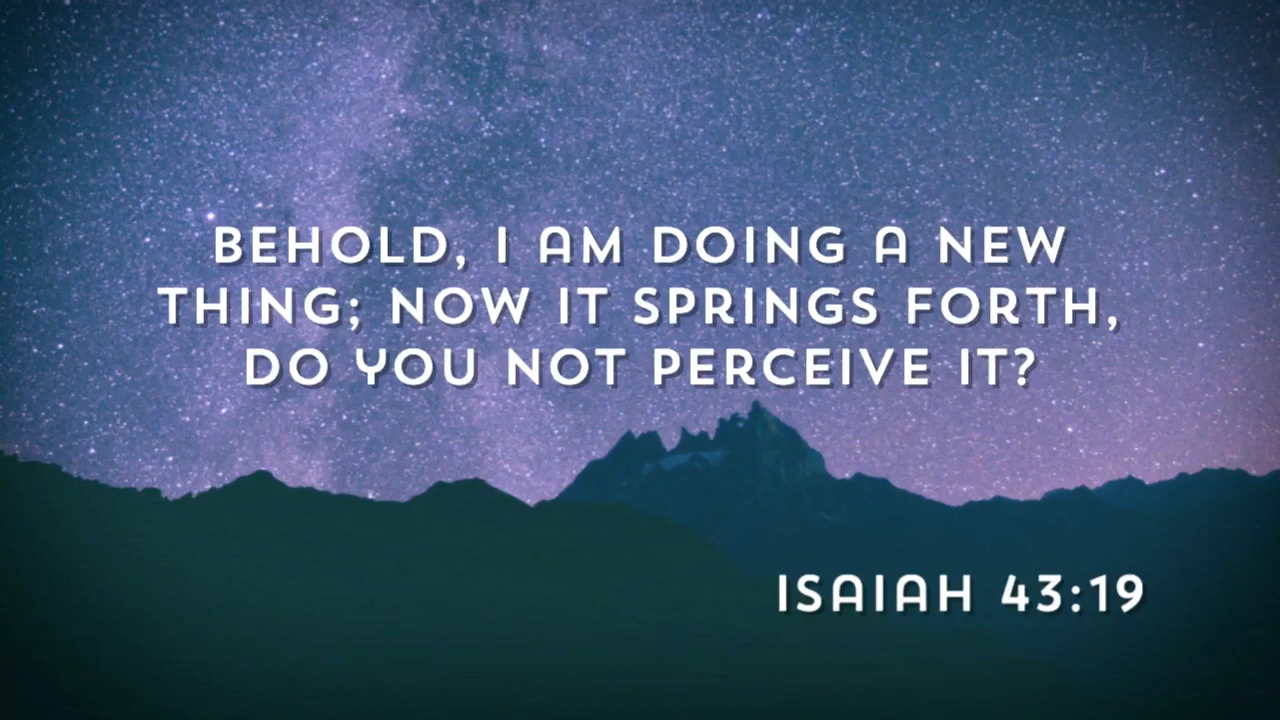 BEHOLD, I AM DOING A NEW
THING; NOW IT SPRINGS FORTH,
DO YOU NOT PERCEIVE IT?
ISAIAH 43:19